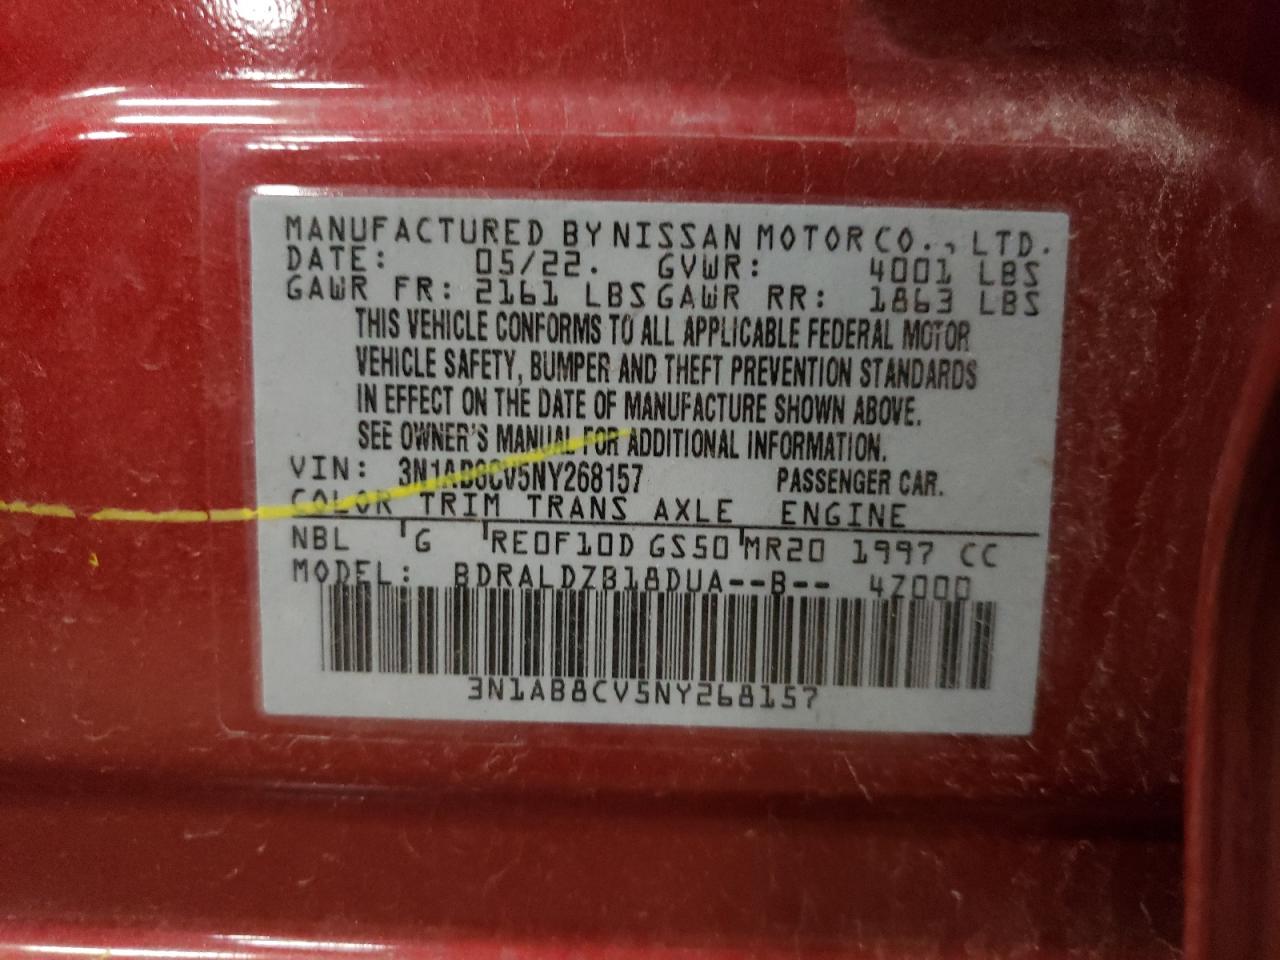 MANUFACTURED BY NISSAN MOTOR CO., LTD.
DATE: 05/22. GVWR: 4001 LBS
GAWR FR: 2161 LBS GAWR RR: 1863 LBS
THIS VEHICLE CONFORMS TO ALL APPLICABLE FEDERAL MOTOR
VEHICLE SAFETY, BUMPER AND THEFT PREVENTION STANDARDS
IN EFFECT ON THE DATE OF MANUFACTURE SHOWN ABOVE.
SEE OWNER'S MANUAL FOR ADDITIONAL INFORMATION.
VIN: 3N1AB8CV5NY268157 PASSENGER CAR.
COLOR TRIM TRANS AXLE ENGINE
NBL G RE0F10D GS50 MR20 1997 CC
MODEL: BDRALDZB18DUA--B-- 4Z000
3N1AB8CV5NY268157